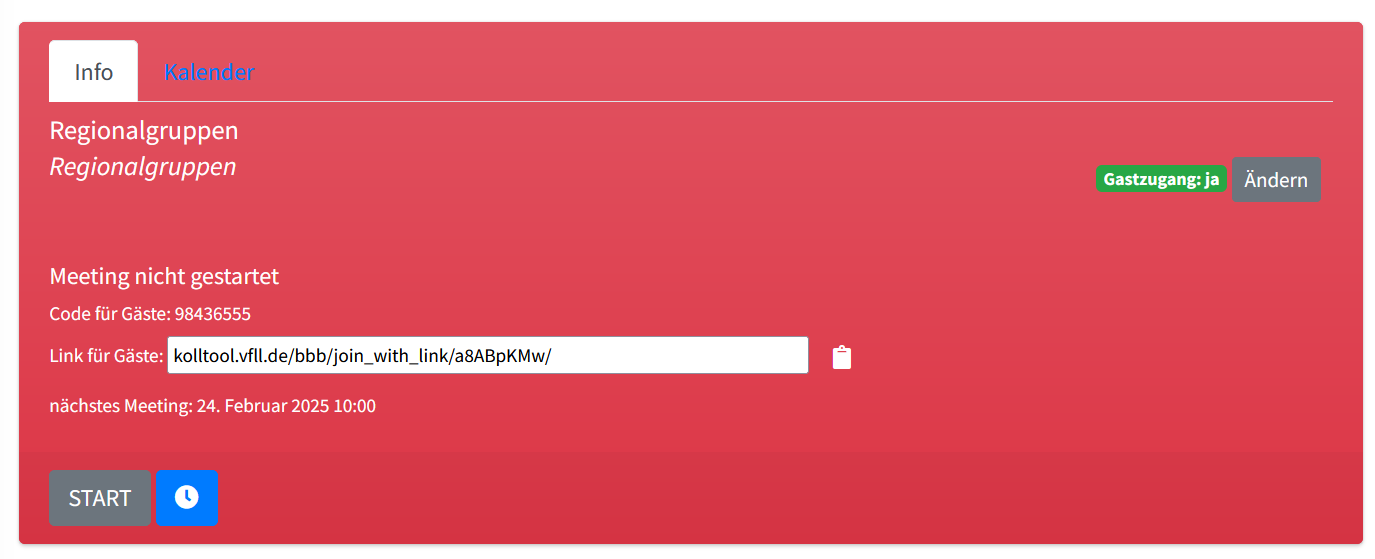 Info Kalender
Regionalgruppen
Regionalgruppen
Gastzugang: ja Ändern
Meeting nicht gestartet
Code für Gäste: 98436555
Link für Gäste: kolltool.vfll.de/bbb/join_with_link/a8ABpKMw/
nächstes Meeting: 24. Februar 2025 10:00
START